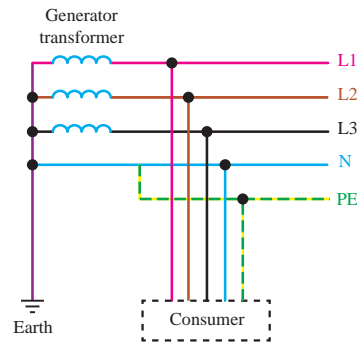 Generator
transformer
L1
L2
L3
N
PE
Earth
Consumer